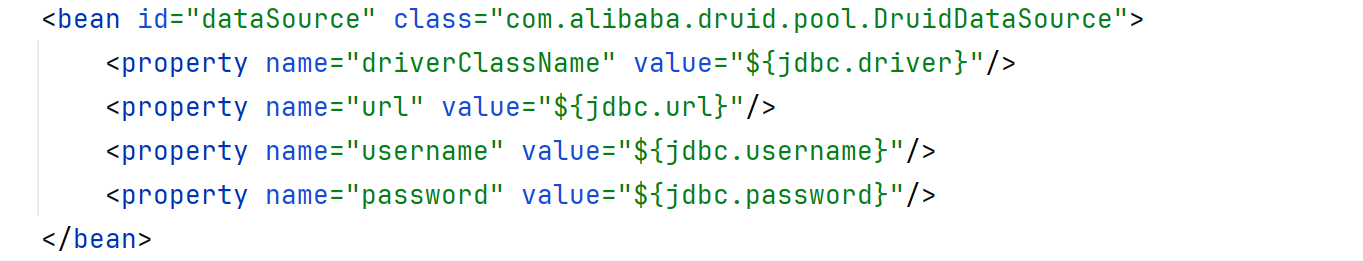 <bean id="dataSource" class="com.alibaba.druid.pool.DruidDataSource">
    <property name="driverClassName" value="${jdbc.driver}"/>
    <property name="url" value="${jdbc.url}"/>
    <property name="username" value="${jdbc.username}"/>
    <property name="password" value="${jdbc.password}"/>
</bean>